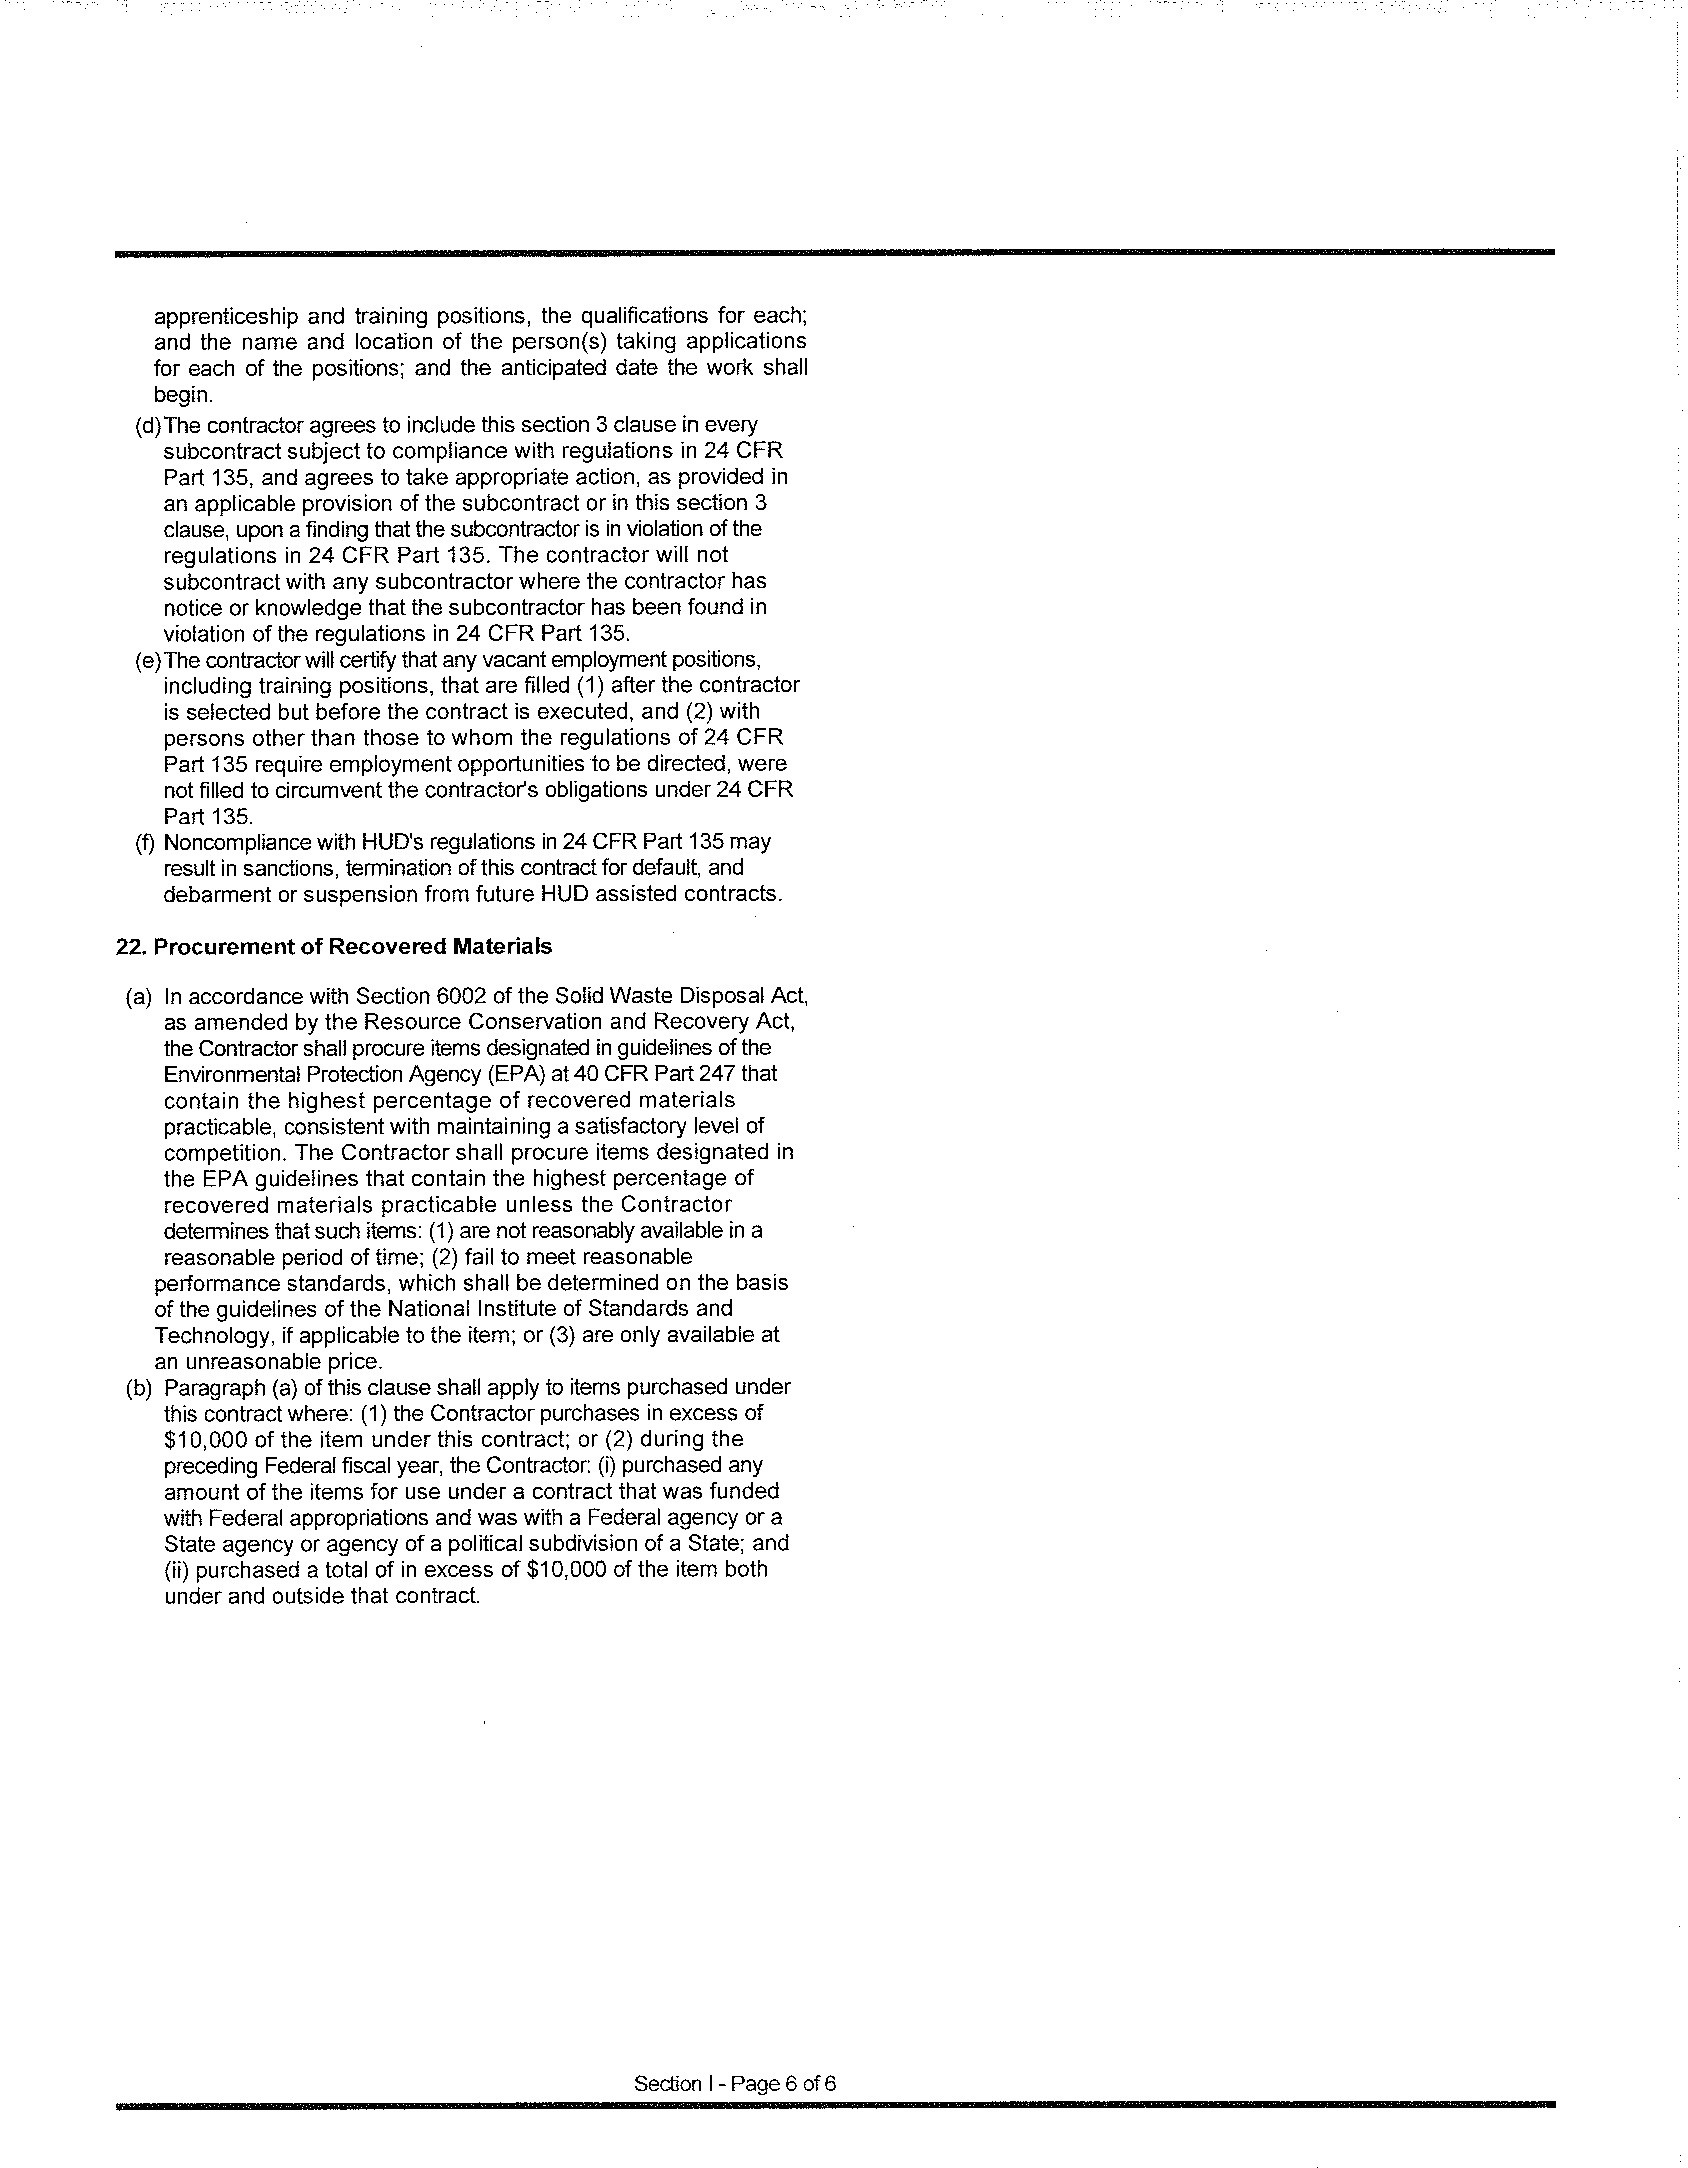 apprenticeship and training positions, the qualifications for each;
and the name and location of the person(s) taking applications
for each of the positions; and the anticipated date the work shall
begin.
(d)The contractor agrees to include this section 3 clause in every
subcontract subject to compliance with regulations in 24 CFR
Part 135, and agrees to take appropriate action, as provided in
an applicable provision of the subcontract or in this section 3
clause, upon a finding that the subcontractor is in violation of the
regulations in 24 CFR Part 135. The contractor will not
subcontract with any subcontractor where the contractor has
notice or knowledge that the subcontractor has been found in
violation of the regulations in 24 CFR Part 135.
(e)The contractor will certify that any vacant employment positions,
including training positions, that are filled (1) after the contractor
is selected but before the contract is executed, and (2) with
persons other than those to whom the regulations of 24 CFR
Part 135 require employment opportunities to be directed, were
not filled to circumvent the contractor's obligations under 24 CFR
Part 135.
(f) Noncompliance with HUD's regulations in 24 CFR Part 135 may
result in sanctions, termination of this contract for default, and
debarment or suspension from future HUD assisted contracts.
22. Procurement of Recovered Materials
(a) In accordance with Section 6002 of the Solid Waste Disposal Act,
as amended by the Resource Conservation and Recovery Act,
the Contractor shall procure items designated in guidelines of the
Environmental Protection Agency (EPA) at 40 CFR Part 247 that
contain the highest percentage of recovered materials
practicable, consistent with maintaining a satisfactory level of
competition. The Contractor shall procure items designated in
the EPA guidelines that contain the highest percentage of
recovered materials practicable unless the Contractor
determines that such items: (1) are not reasonably available in a
reasonable period of time; (2) fail to meet reasonable
performance standards, which shall be determined on the basis
of the guidelines of the National Institute of Standards and
Technology, if applicable to the item; or (3) are only available at
an unreasonable price.
(b) Paragraph (a) of this clause shall apply to items purchased under
this contract where: (1) the Contractor purchases in excess of
$10,000 of the item under this contract; or (2) during the
preceding Federal fiscal year, the Contractor: (i) purchased any
amount of the items for use under a contract that was funded
with Federal appropriations and was with a Federal agency or a
State agency or agency of a political subdivision of a State; and
(ii) purchased a total of in excess of $10,000 of the item both
under and outside that contract.
Section I - Page 6 of 6